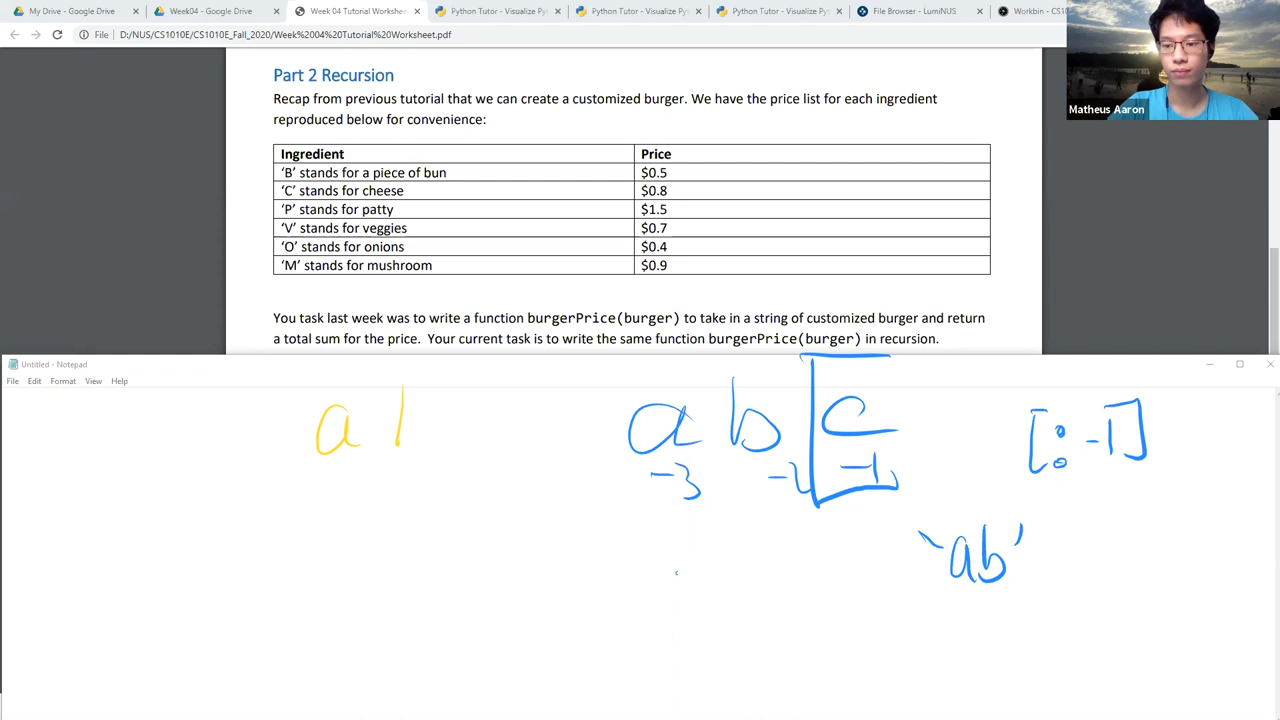 My Drive - Google Drive
Week04 - Google Drive
Week 04 Tutorial Workshe
Python Tutor - Visualize Py
Python Tutor - Visualize Py
Python Tutor - Visualize Py
File Browser - LumiNUS
Workbin - CS1010E
File
D:/NUS/CS1010E/CS1010E_Fall_2020/Week%2004%20Tutorial%20Worksheet.pdf
Matheus Aaron
Part 2 Recursion
Recap from previous tutorial that we can create a customized burger. We have the price list for each ingredient
reproduced below for convenience:
Ingredient Price
‘B’ stands for a piece of bun $0.5
‘C’ stands for cheese $0.8
‘P’ stands for patty $1.5
‘V’ stands for veggies $0.7
‘O’ stands for onions $0.4
‘M’ stands for mushroom $0.9
You task last week was to write a function burgerPrice(burger) to take in a string of customized burger and return
a total sum for the price. Your current task is to write the same function burgerPrice(burger) in recursion.
Untitled - Notepad
File Edit Format View Help
a l a b c [: -1]
-3 -2 -1
'ab'